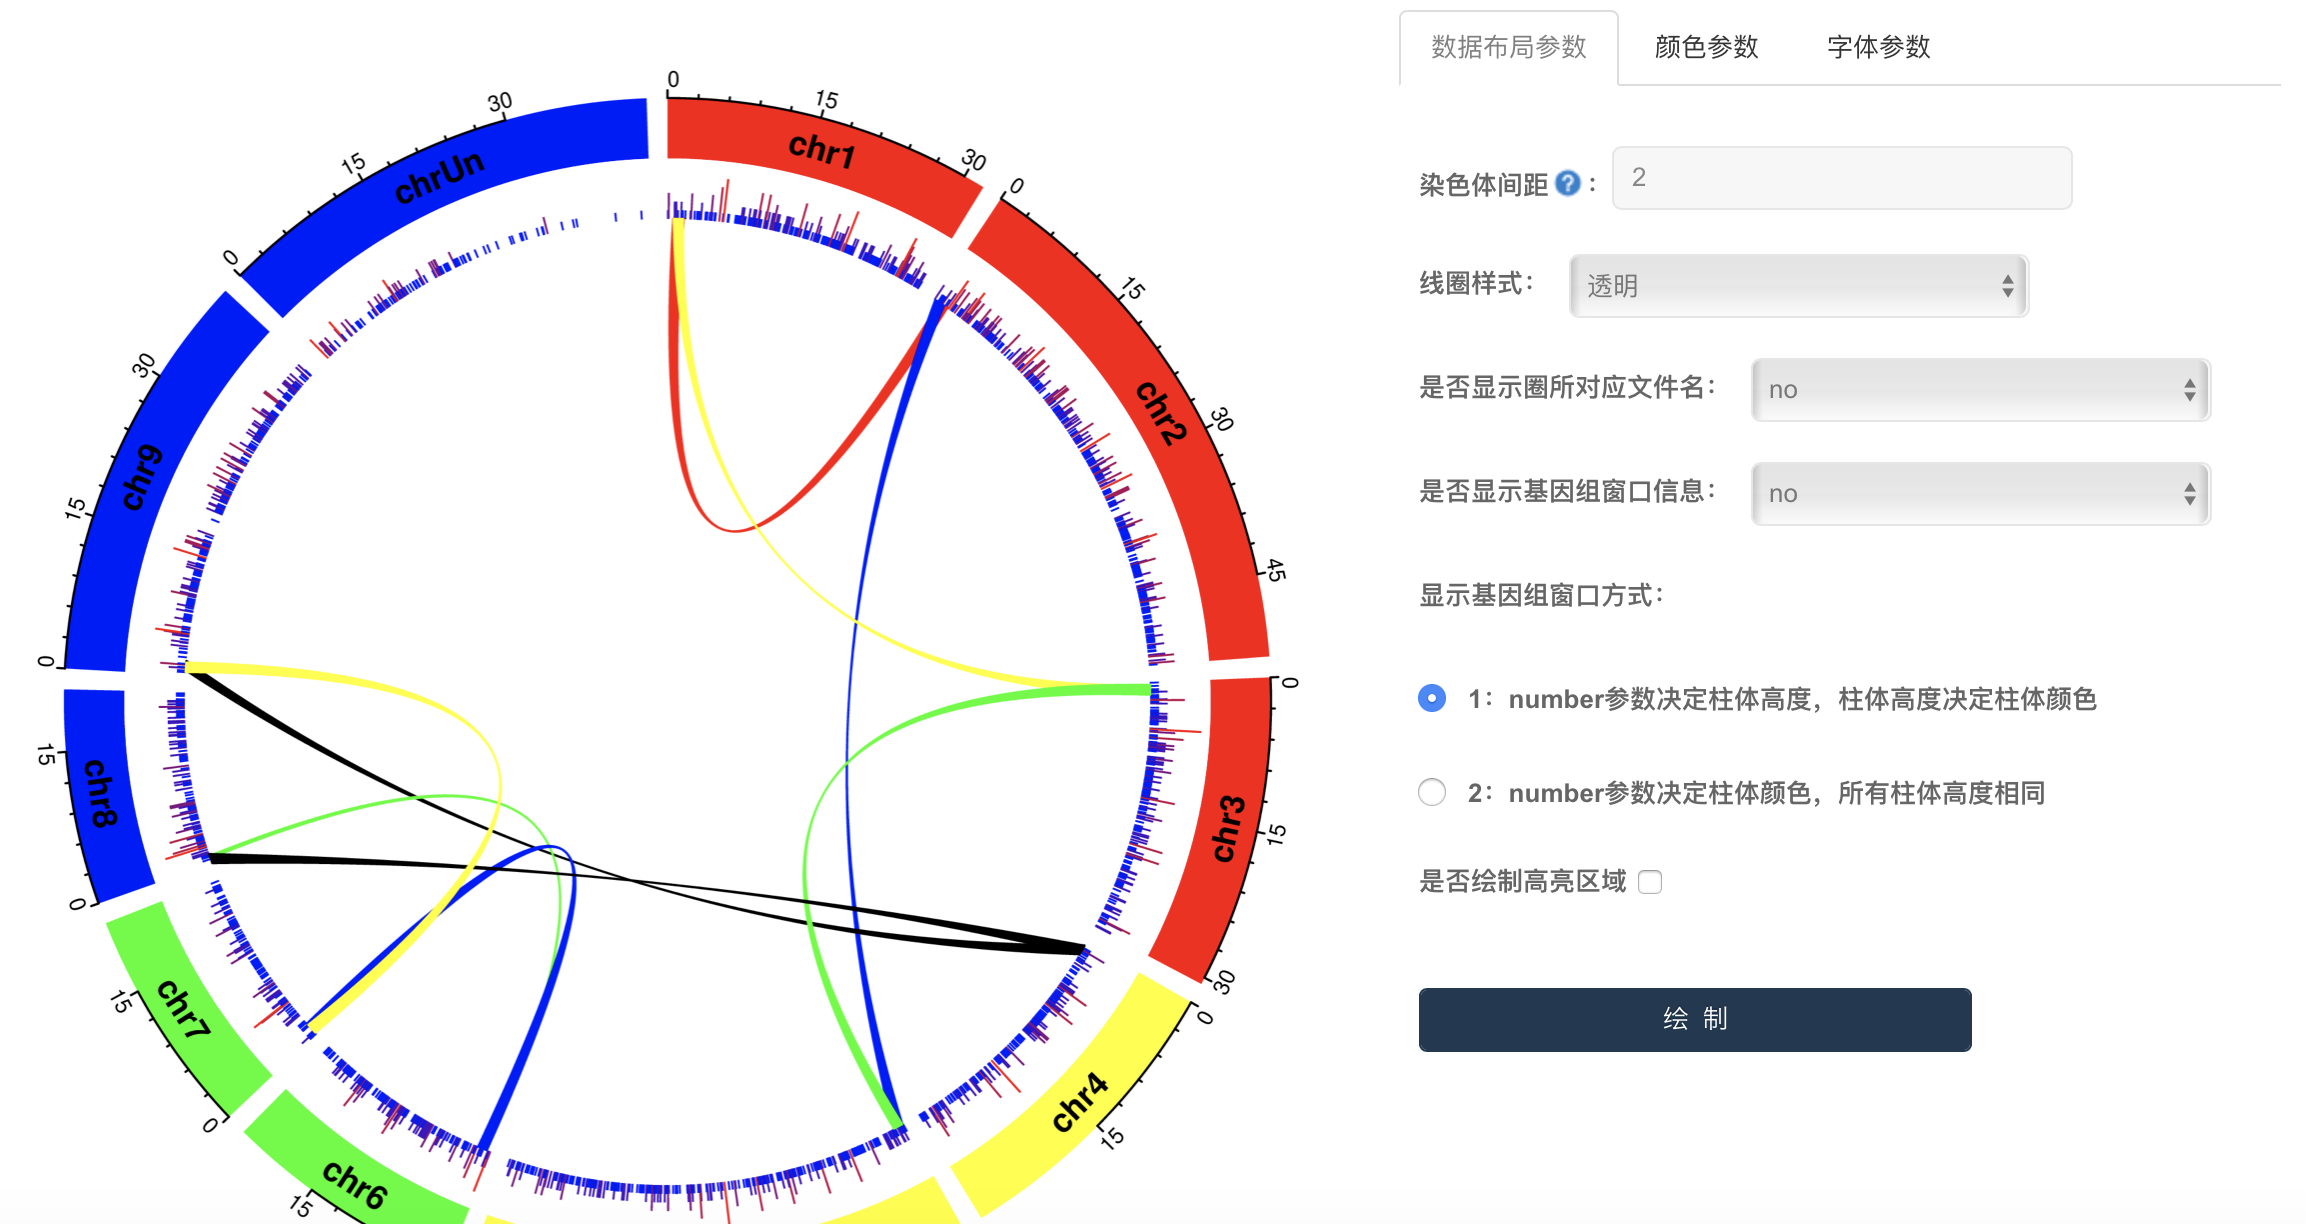 数据布局参数 颜色参数 字体参数
染色体间距 ? : 2
线圈样式： 透明
是否显示圈所对应文件名： no
是否显示基因组窗口信息： no
显示基因组窗口方式：
1：number参数决定柱体高度，柱体高度决定柱体颜色
2：number参数决定柱体颜色，所有柱体高度相同
是否绘制高亮区域
绘 制
chr1
0
15
30
chr2
0
15
30
45
chr3
0
15
30
chr4
0
15
chr6
15
chr7
0
15
chr8
0
15
chr9
0
15
30
chrUn
0
15
30